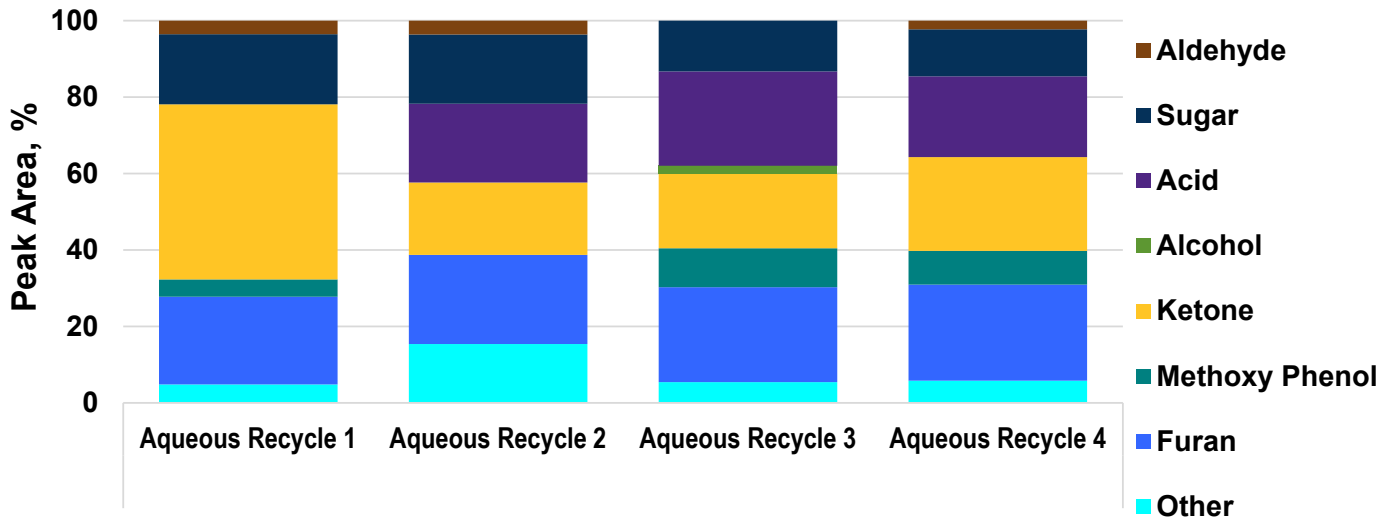 Peak Area, %
100
80
60
40
20
0
Aqueous Recycle 1
Aqueous Recycle 2
Aqueous Recycle 3
Aqueous Recycle 4
Aldehyde
Sugar
Acid
Alcohol
Ketone
Methoxy Phenol
Furan
Other